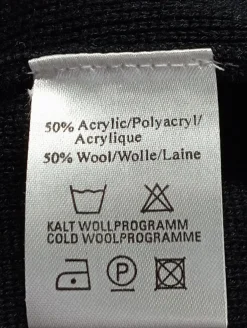 50% Acrylic/Polyacryl/
Acrylique
50% Wool/Wolle/Laine
KALT WOLLPROGRAMM
COLD WOOLPROGRAMME
P